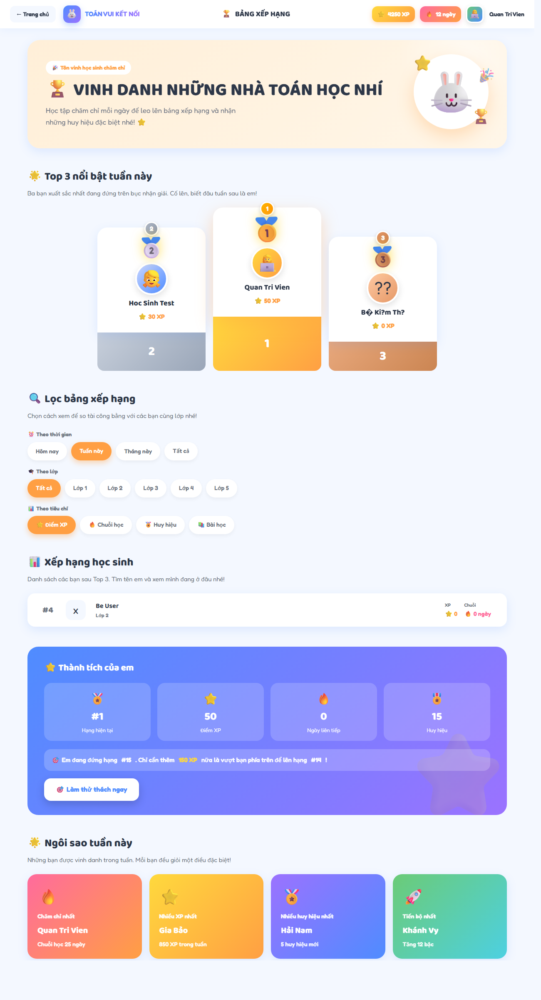 ← Trang chủ
TOÁN VUI KẾT NỐI
BẢNG XẾP HẠNG
4250 XP
12 ngày
Quan Tri Vien
Tôn vinh học sinh chăm chỉ
VINH DANH NHỮNG NHÀ TOÁN HỌC NHÍ
Học tập chăm chỉ mỗi ngày để leo lên bảng xếp hạng và nhận
những huy hiệu đặc biệt nhé!
Top 3 nổi bật tuần này
Ba bạn xuất sắc nhất đang đứng trên bục nhận giải. Cố lên, biết đâu tuần sau là em!
2
2
Hoc Sinh Test
30 XP
2
1
1
Quan Tri Vien
50 XP
1
3
3
??
B� Ki?m Th?
0 XP
3
Lọc bảng xếp hạng
Chọn cách xem để so tài công bằng với các bạn cùng lớp nhé!
Theo thời gian
Hôm nay
Tuần này
Tháng này
Tất cả
Theo lớp
Tất cả
Lớp 1
Lớp 2
Lớp 3
Lớp 4
Lớp 5
Theo tiêu chí
Điểm XP
Chuỗi học
Huy hiệu
Bài học
Xếp hạng học sinh
Danh sách các bạn sau Top 3. Tìm tên em và xem mình đang ở đâu nhé!
#4
x
Be User
Lớp 2
XP
0
Chuỗi
0 ngày
Thành tích của em
#1
Hạng hiện tại
50
Điểm XP
0
Ngày liên tiếp
15
Huy hiệu
Em đang đứng hạng #15 . Chỉ cần thêm 150 XP nữa là vượt bạn phía trên để lên hạng #14 !
Làm thử thách ngay
Ngôi sao tuần này
Những bạn được vinh danh trong tuần. Mỗi bạn đều giỏi một điều đặc biệt!
Chăm chỉ nhất
Quan Tri Vien
Chuỗi học 25 ngày
Nhiều XP nhất
Gia Bảo
850 XP trong tuần
Nhiều huy hiệu nhất
Hải Nam
5 huy hiệu mới
Tiến bộ nhất
Khánh Vy
Tăng 12 bậc